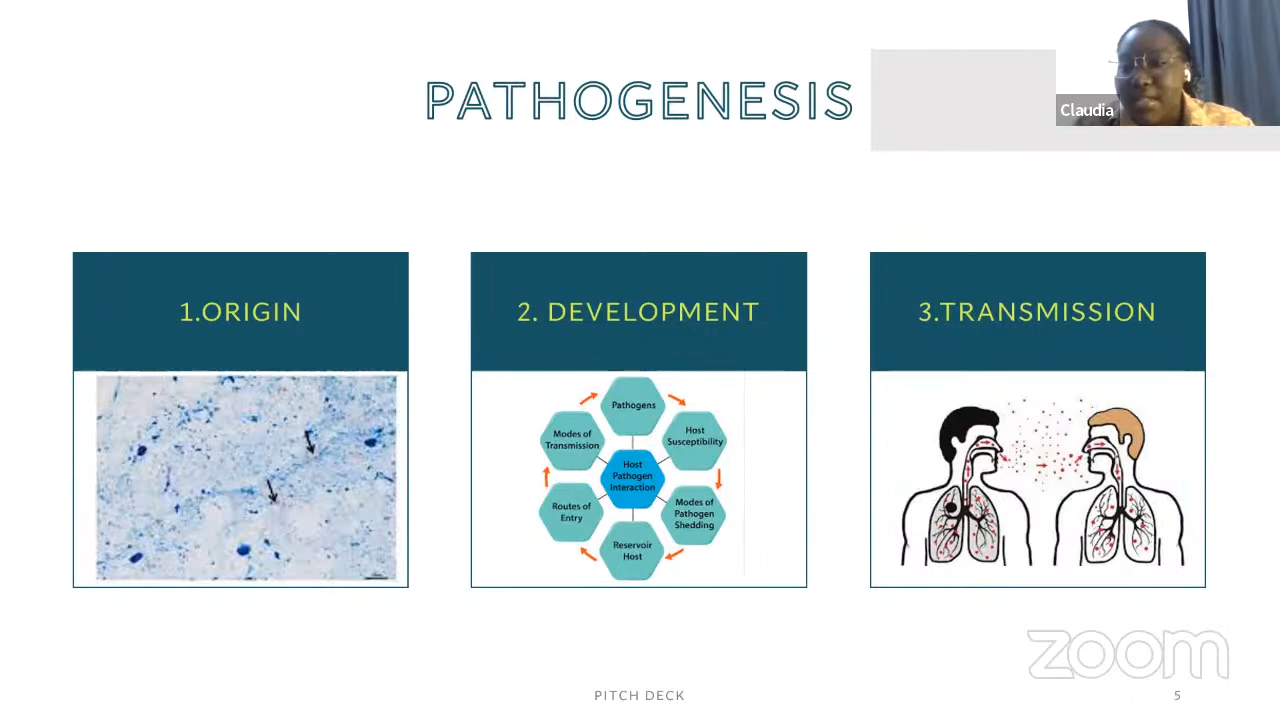 PATHOGENESIS
Claudia
1.ORIGIN
2. DEVELOPMENT
3.TRANSMISSION
Pathogens
Host
Susceptibility
Modes of
Pathogen
Shedding
Reservoir
Host
Routes of
Entry
Modes of
Transmission
Host
Pathogen
Interaction
zoom
PITCH DECK
5